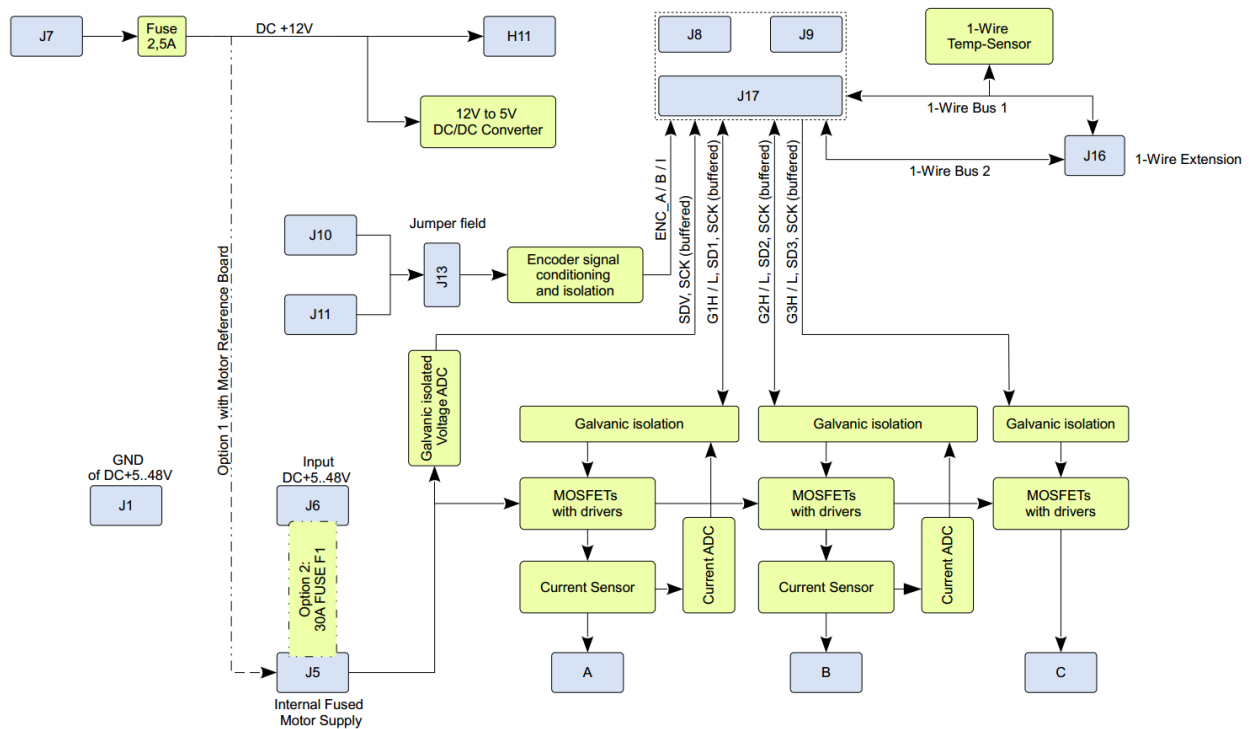 J7
Fuse
2,5A
DC +12V
H11
J8
J9
1-Wire
Temp-Sensor
J17
1-Wire Bus 1
12V to 5V
DC/DC Converter
J16
1-Wire Extension
1-Wire Bus 2
ENC_A / B / I
SDV, SCK (buffered)
G1H / L, SD1, SCK (buffered)
G2H / L, SD2, SCK (buffered)
G3H / L, SD3, SCK (buffered)
Jumper field
J10
J13
J11
Encoder signal
conditioning
and isolation
Option 1 with Motor Reference Board
Galvanic isolated
Voltage ADC
Galvanic isolation
Galvanic isolation
Galvanic isolation
GND
of DC+5..48V
J1
Input
DC+5..48V
J6
MOSFETs
with drivers
MOSFETs
with drivers
MOSFETs
with drivers
Option 2:
30A FUSE F1
Current Sensor
Current ADC
Current Sensor
Current ADC
J5
Internal Fused
Motor Supply
A
B
C